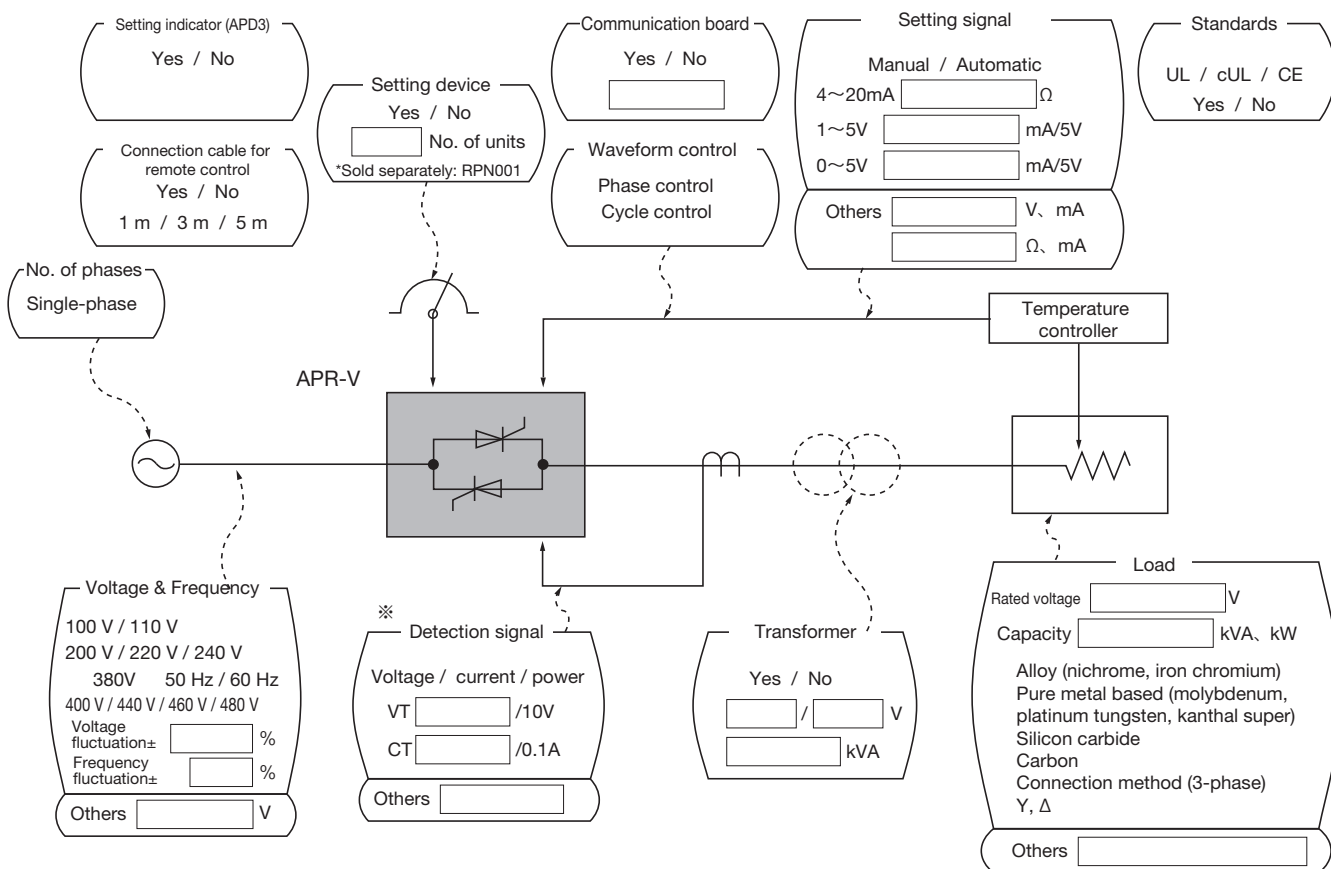 Setting indicator (APD3)
Yes / No
Connection cable for
remote control
Yes / No
1 m / 3 m / 5 m
No. of phases
Single-phase
Setting device
Yes / No
No. of units
*Sold separately: RPN001
Communication board
Yes / No
Waveform control
Phase control
Cycle control
Setting signal
Manual / Automatic
4～20mA Ω
1～5V mA/5V
0～5V mA/5V
Others V、mA
Ω、mA
Standards
UL / cUL / CE
Yes / No
Temperature
controller
APR-V
Voltage & Frequency
100 V / 110 V
200 V / 220 V / 240 V
380V 50 Hz / 60 Hz
400 V / 440 V / 460 V / 480 V
Voltage
fluctuation± %
Frequency
fluctuation± %
Others V
※
Detection signal
Voltage / current / power
VT /10V
CT /0.1A
Others
Transformer
Yes / No
/ V
kVA
Load
Rated voltage V
Capacity kVA、kW
Alloy (nichrome, iron chromium)
Pure metal based (molybdenum,
platinum tungsten, kanthal super)
Silicon carbide
Carbon
Connection method (3-phase)
Y, Δ
Others